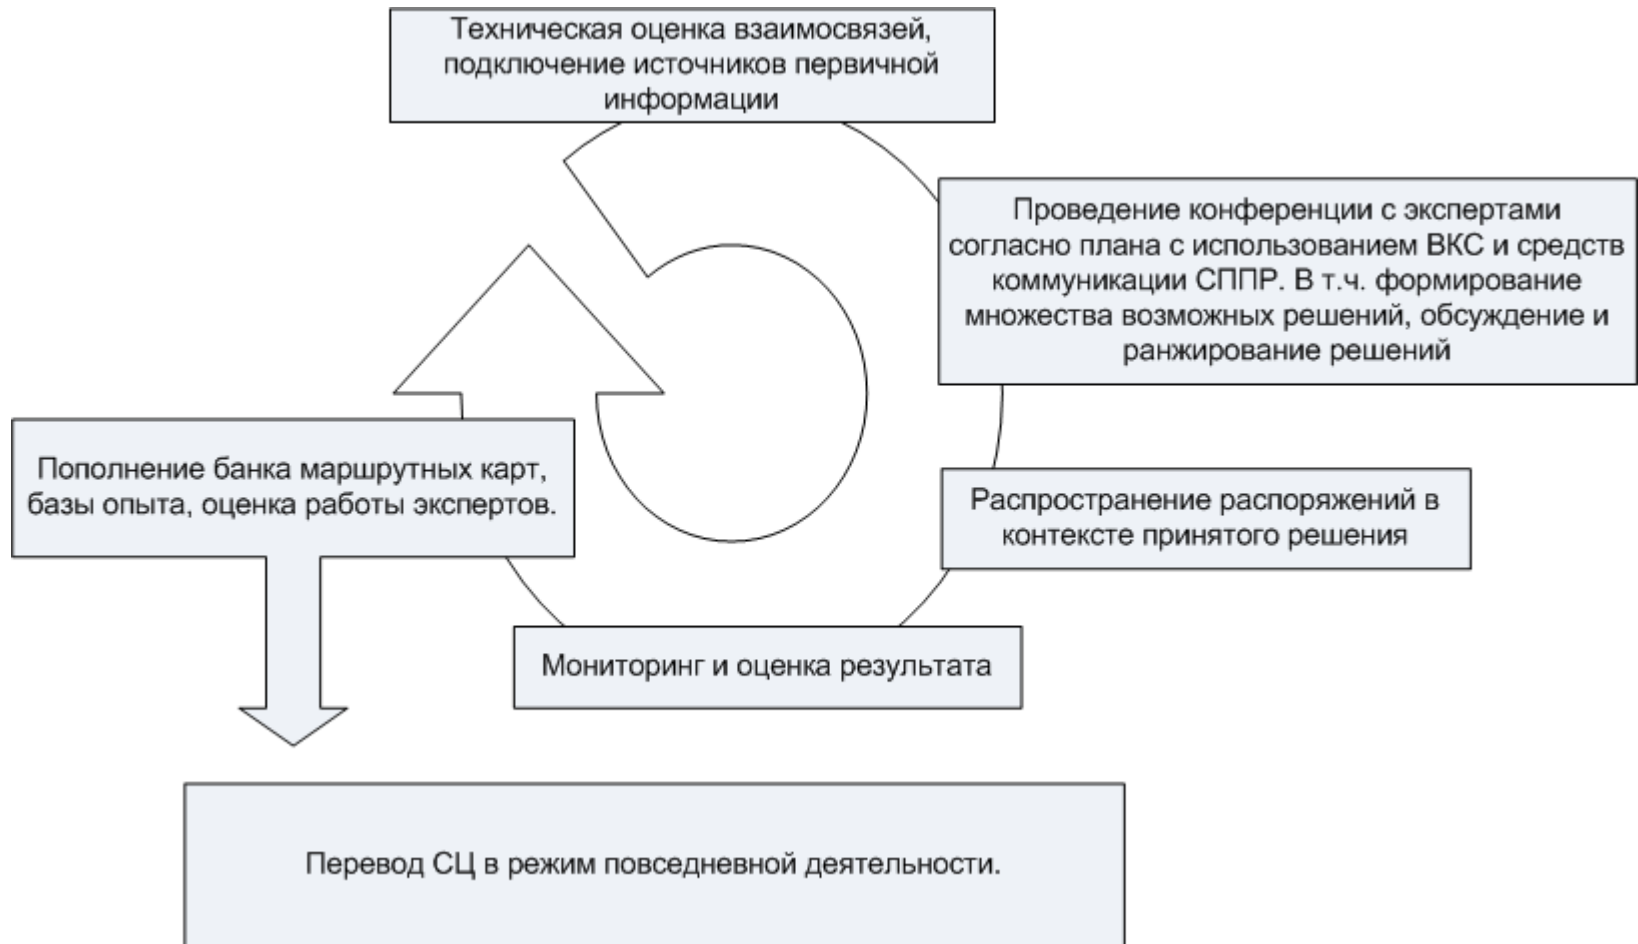 Техническая оценка взаимосвязей,
подключение источников первичной
информации
Проведение конференции с экспертами
согласно плана с использованием ВКС и средств
коммуникации СППР. В т.ч. формирование
множества возможных решений, обсуждение и
ранжирование решений
Распространение распоряжений в
контексте принятого решения
Мониторинг и оценка результата
Пополнение банка маршрутных карт,
базы опыта, оценка работы экспертов.
Перевод СЦ в режим повседневной деятельности.